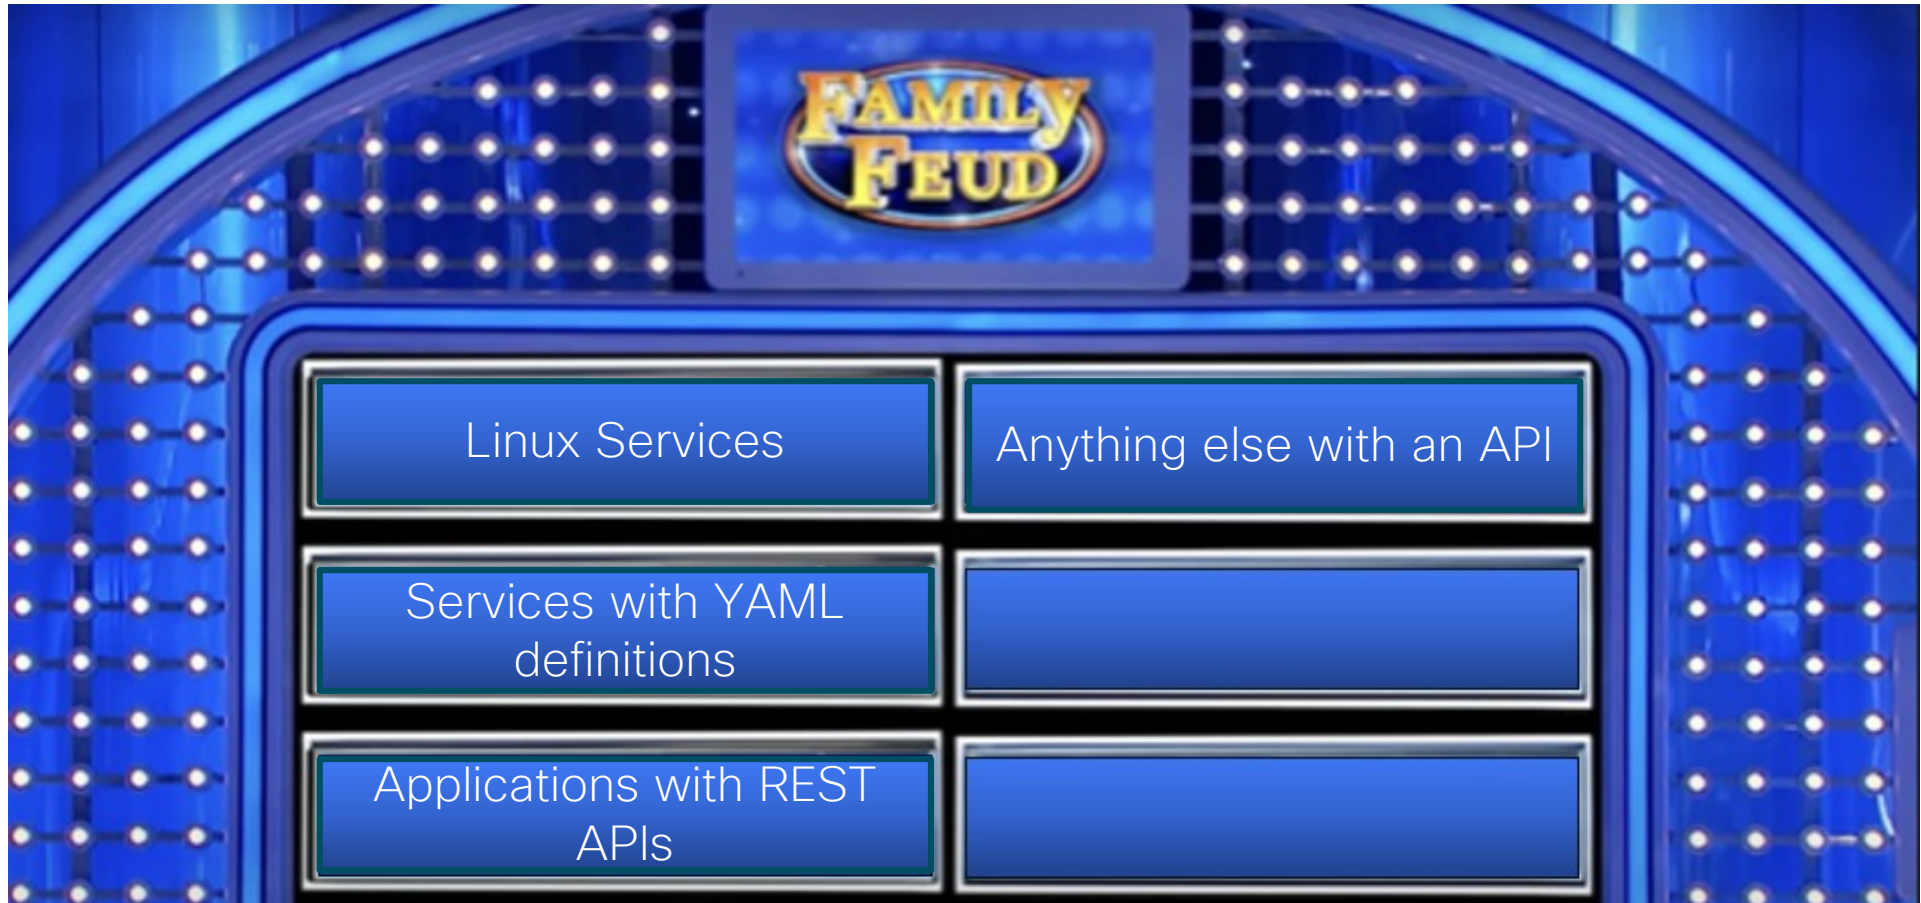 FAMILY
FEUD
Linux Services
Anything else with an API
Services with YAML
definitions
Applications with REST
APIs